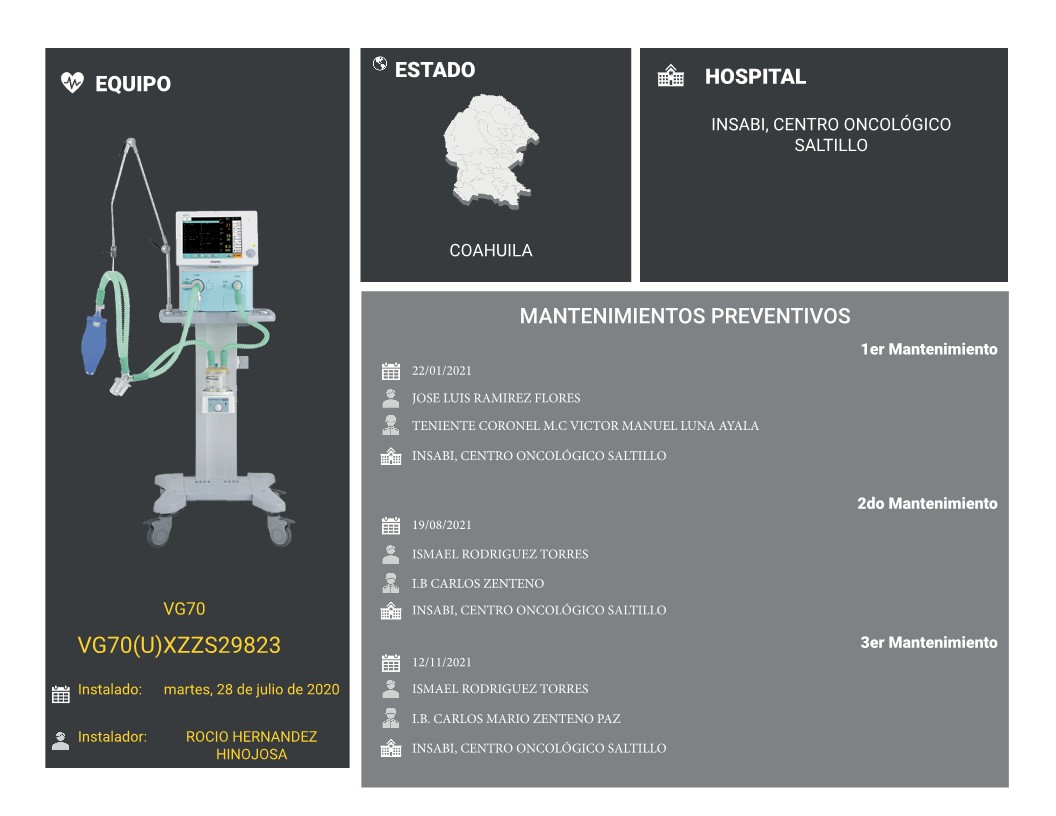 EQUIPO
VG70
VG70(U)XZZS29823
Instalado: martes, 28 de julio de 2020
Instalador: ROCIO HERNANDEZ
HINOJOSA
ESTADO
COAHUILA
HOSPITAL
INSABI, CENTRO ONCOLÓGICO
SALTILLO
MANTENIMIENTOS PREVENTIVOS
1er Mantenimiento
22/01/2021
JOSE LUIS RAMIREZ FLORES
TENIENTE CORONEL M.C VICTOR MANUEL LUNA AYALA
INSABI, CENTRO ONCOLÓGICO SALTILLO
2do Mantenimiento
19/08/2021
ISMAEL RODRIGUEZ TORRES
I.B CARLOS ZENTENO
INSABI, CENTRO ONCOLÓGICO SALTILLO
3er Mantenimiento
12/11/2021
ISMAEL RODRIGUEZ TORRES
I.B. CARLOS MARIO ZENTENO PAZ
INSABI, CENTRO ONCOLÓGICO SALTILLO